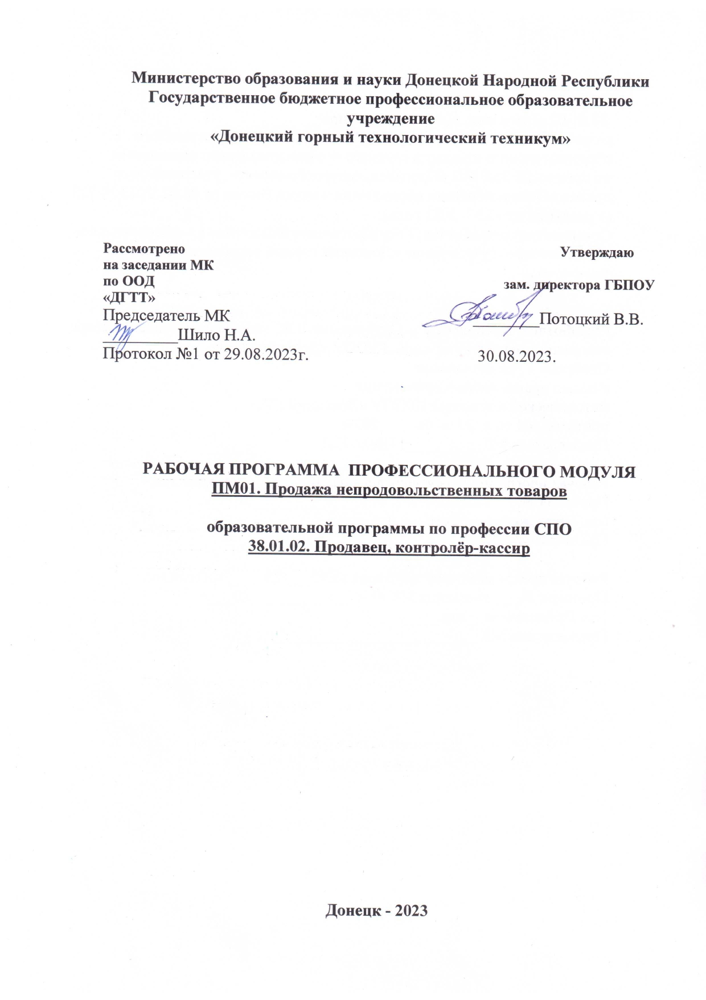 Министерство образования и науки Донецкой Народной Республики
Государственное бюджетное профессиональное образовательное
учреждение
«Донецкий горный технологический техникум»
Рассмотрено
на заседании МК
по ООД
«ДГТТ»
Председатель МК
Шило Н.А.
Протокол №1 от 29.08.2023г.
Утверждаю
зам. директора ГБПОУ
Потоцкий В.В.
30.08.2023.
РАБОЧАЯ ПРОГРАММА ПРОФЕССИОНАЛЬНОГО МОДУЛЯ
ПМ01. Продажа непродовольственных товаров
образовательной программы по профессии СПО
38.01.02. Продавец, контролёр-кассир
Донецк - 2023